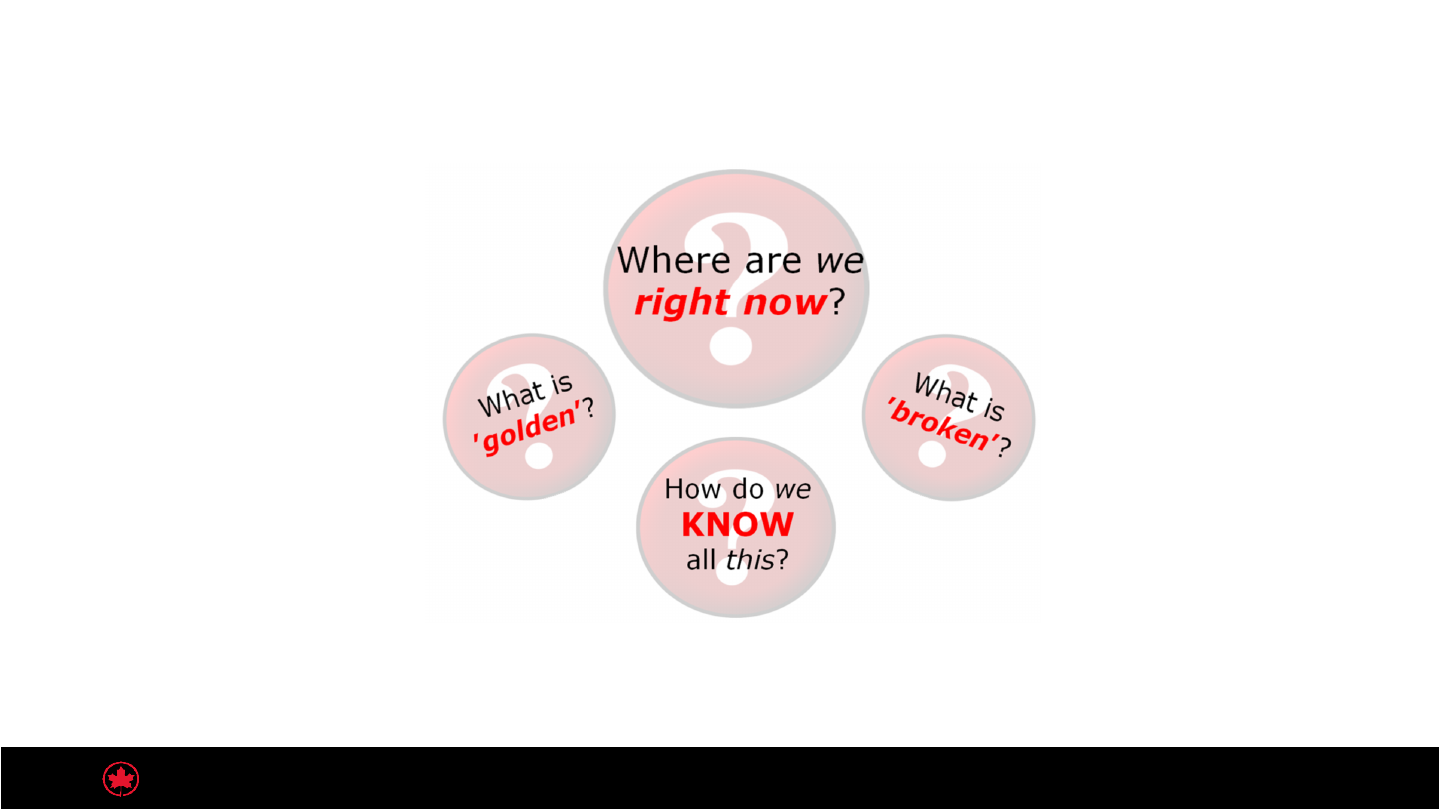 Where are we
right now?
What is
'golden'?
What is
'broken'?
How do we
KNOW
all this?